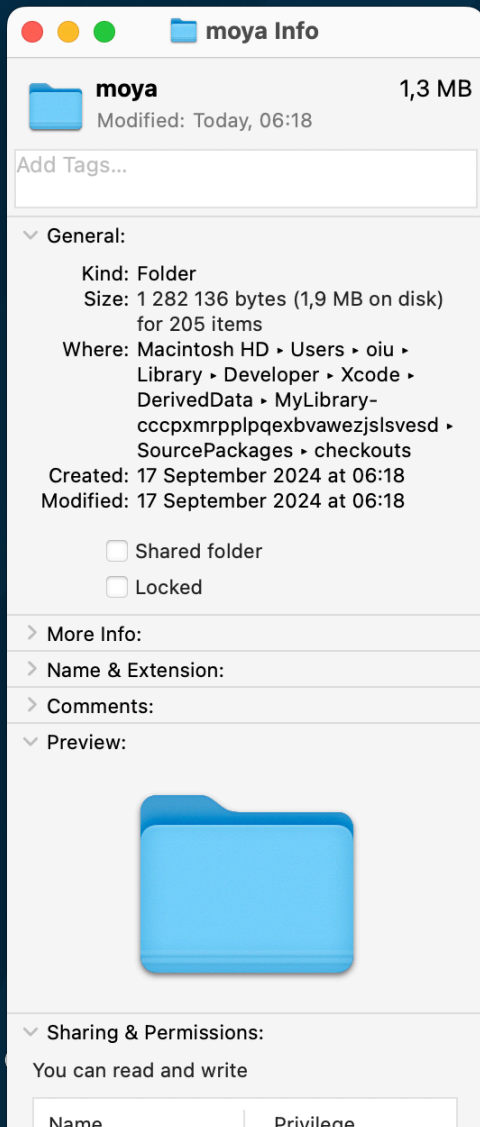 moya Info
moya 1,3 MB
Modified: Today, 06:18
Add Tags...
General:
Kind: Folder
Size: 1 282 136 bytes (1,9 MB on disk)
for 205 items
Where: Macintosh HD ▸ Users ▸ oiu ▸
Library ▸ Developer ▸ Xcode ▸
DerivedData ▸ MyLibrary-
cccpxmrpplpqexbvawezjslsvesd ▸
SourcePackages ▸ checkouts
Created: 17 September 2024 at 06:18
Modified: 17 September 2024 at 06:18
Shared folder
Locked
More Info:
Name & Extension:
Comments:
Preview:
Sharing & Permissions:
You can read and write
Name Privilege